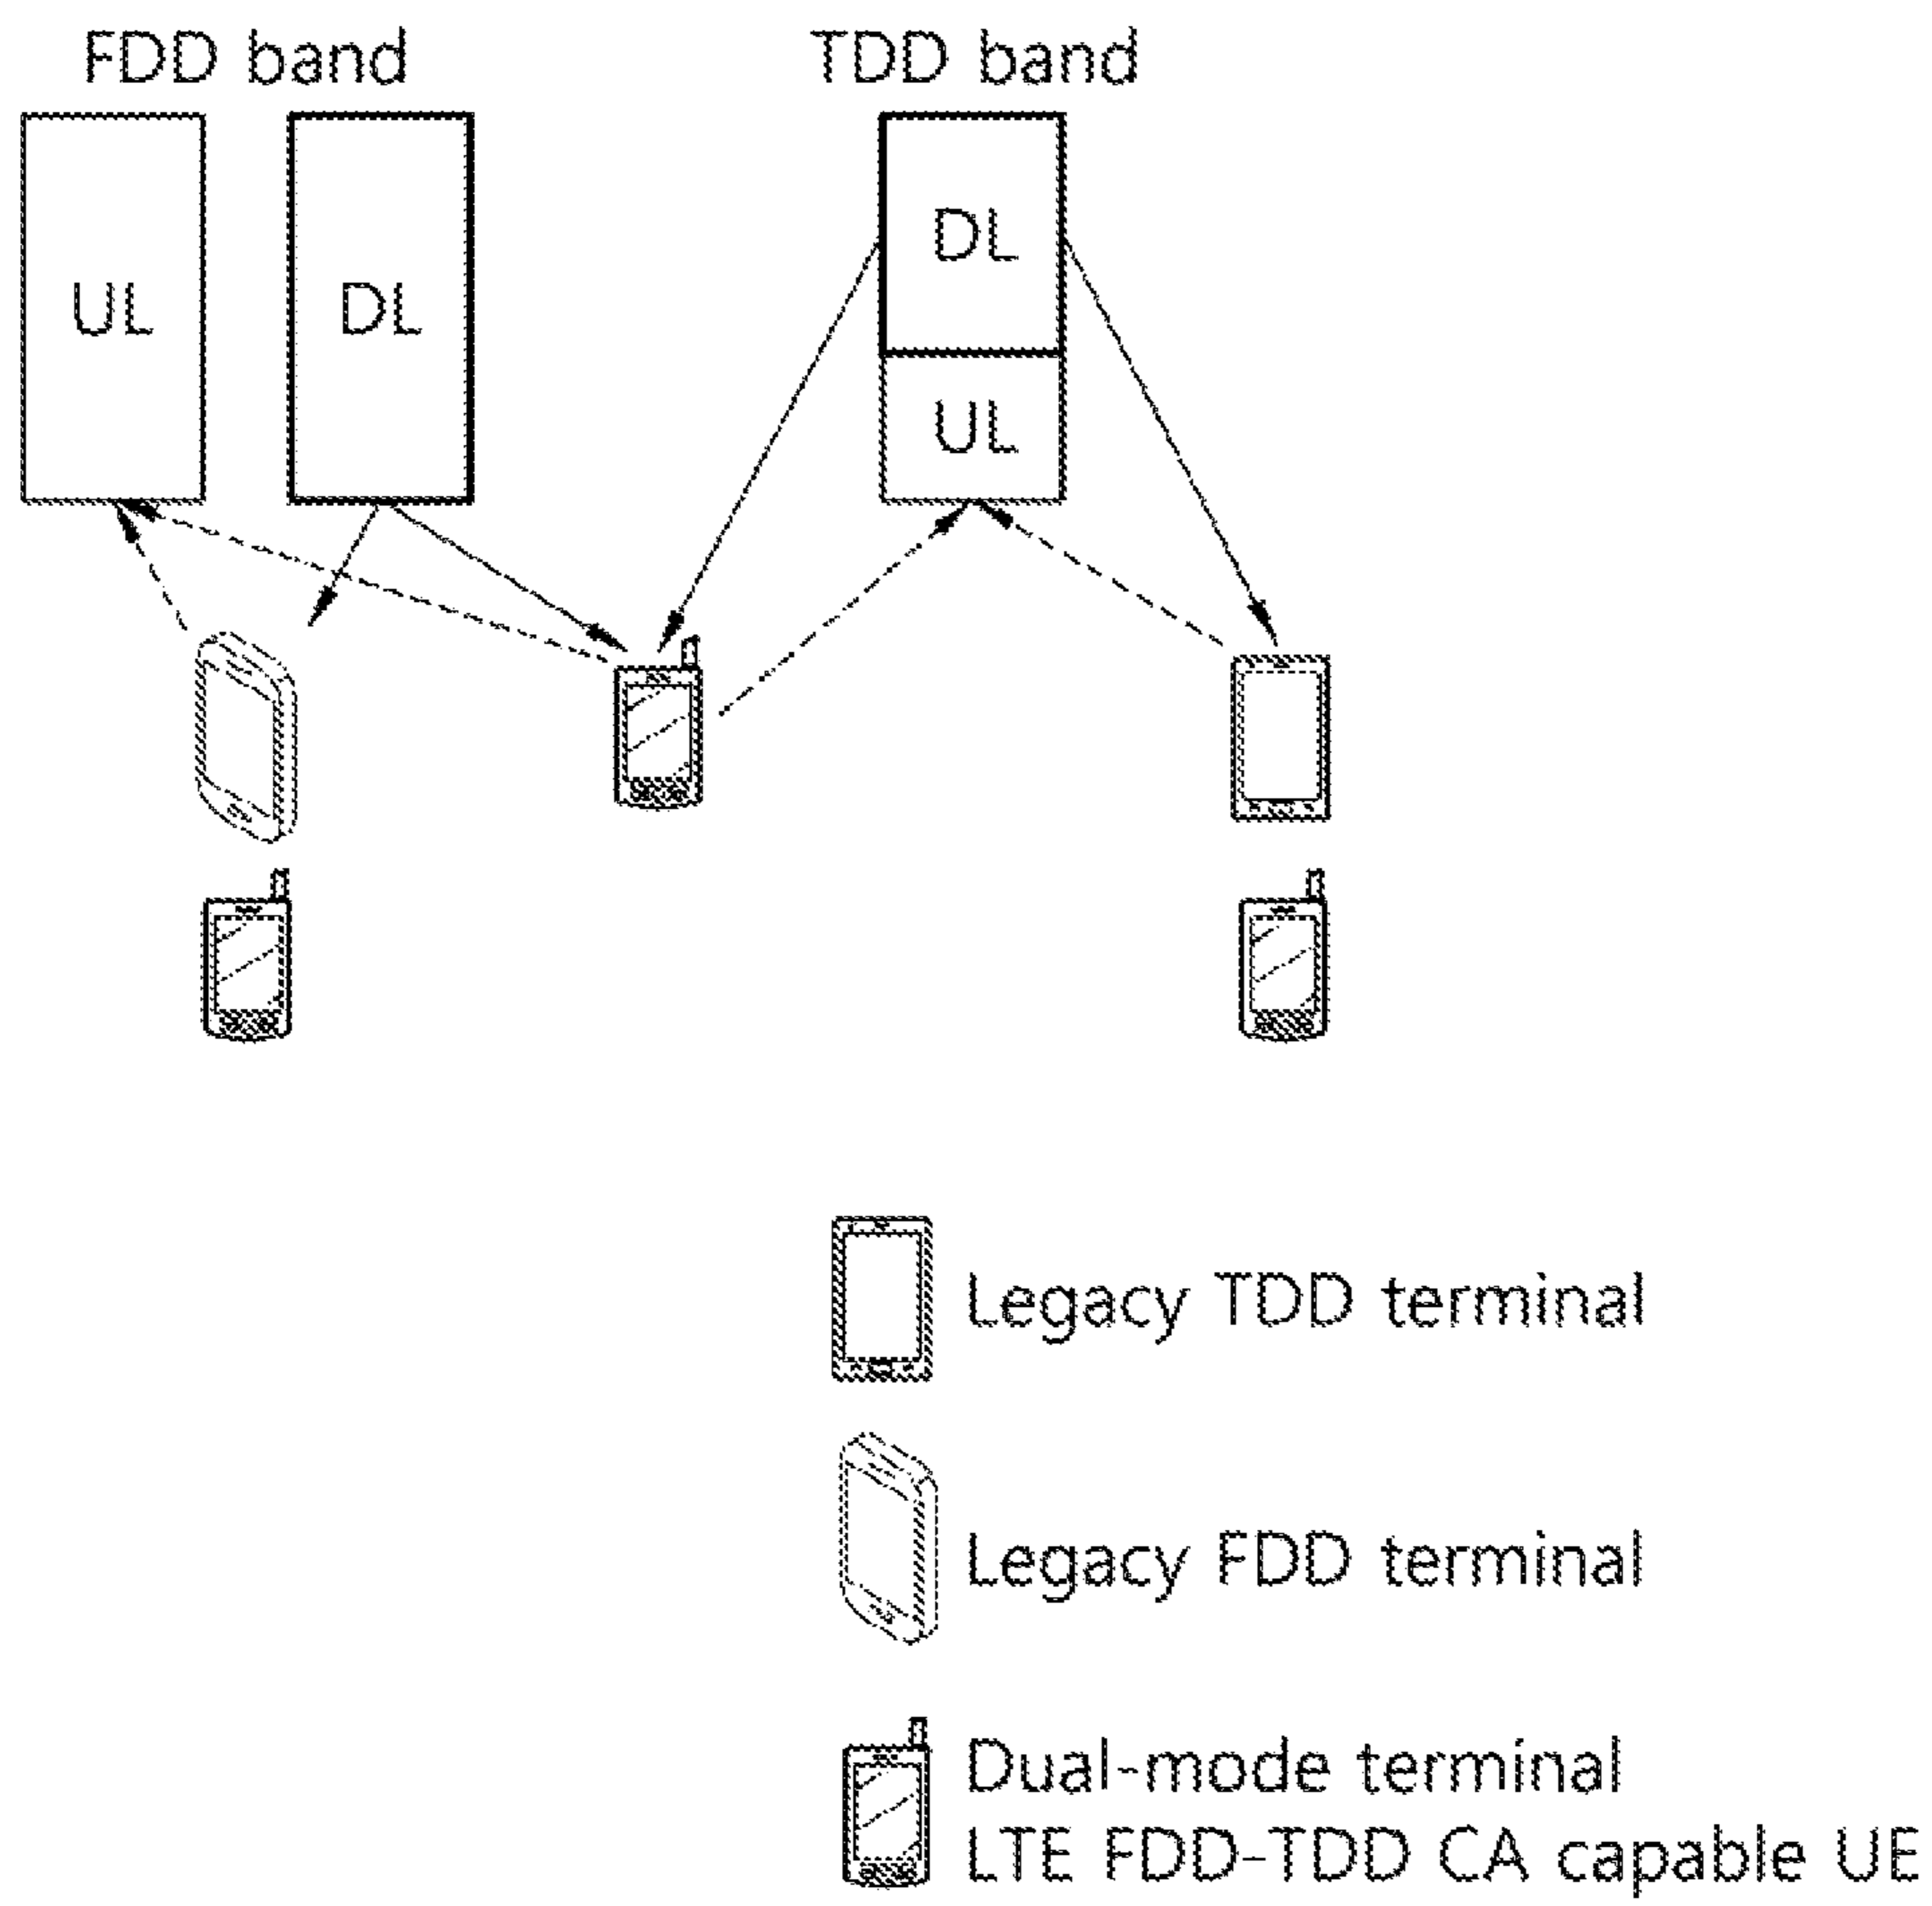 FDD band
TDD band
UL
DL
DL
UL
Legacy TDD terminal
Legacy FDD terminal
Dual-mode terminal
LTE FDD-TDD CA capable UE